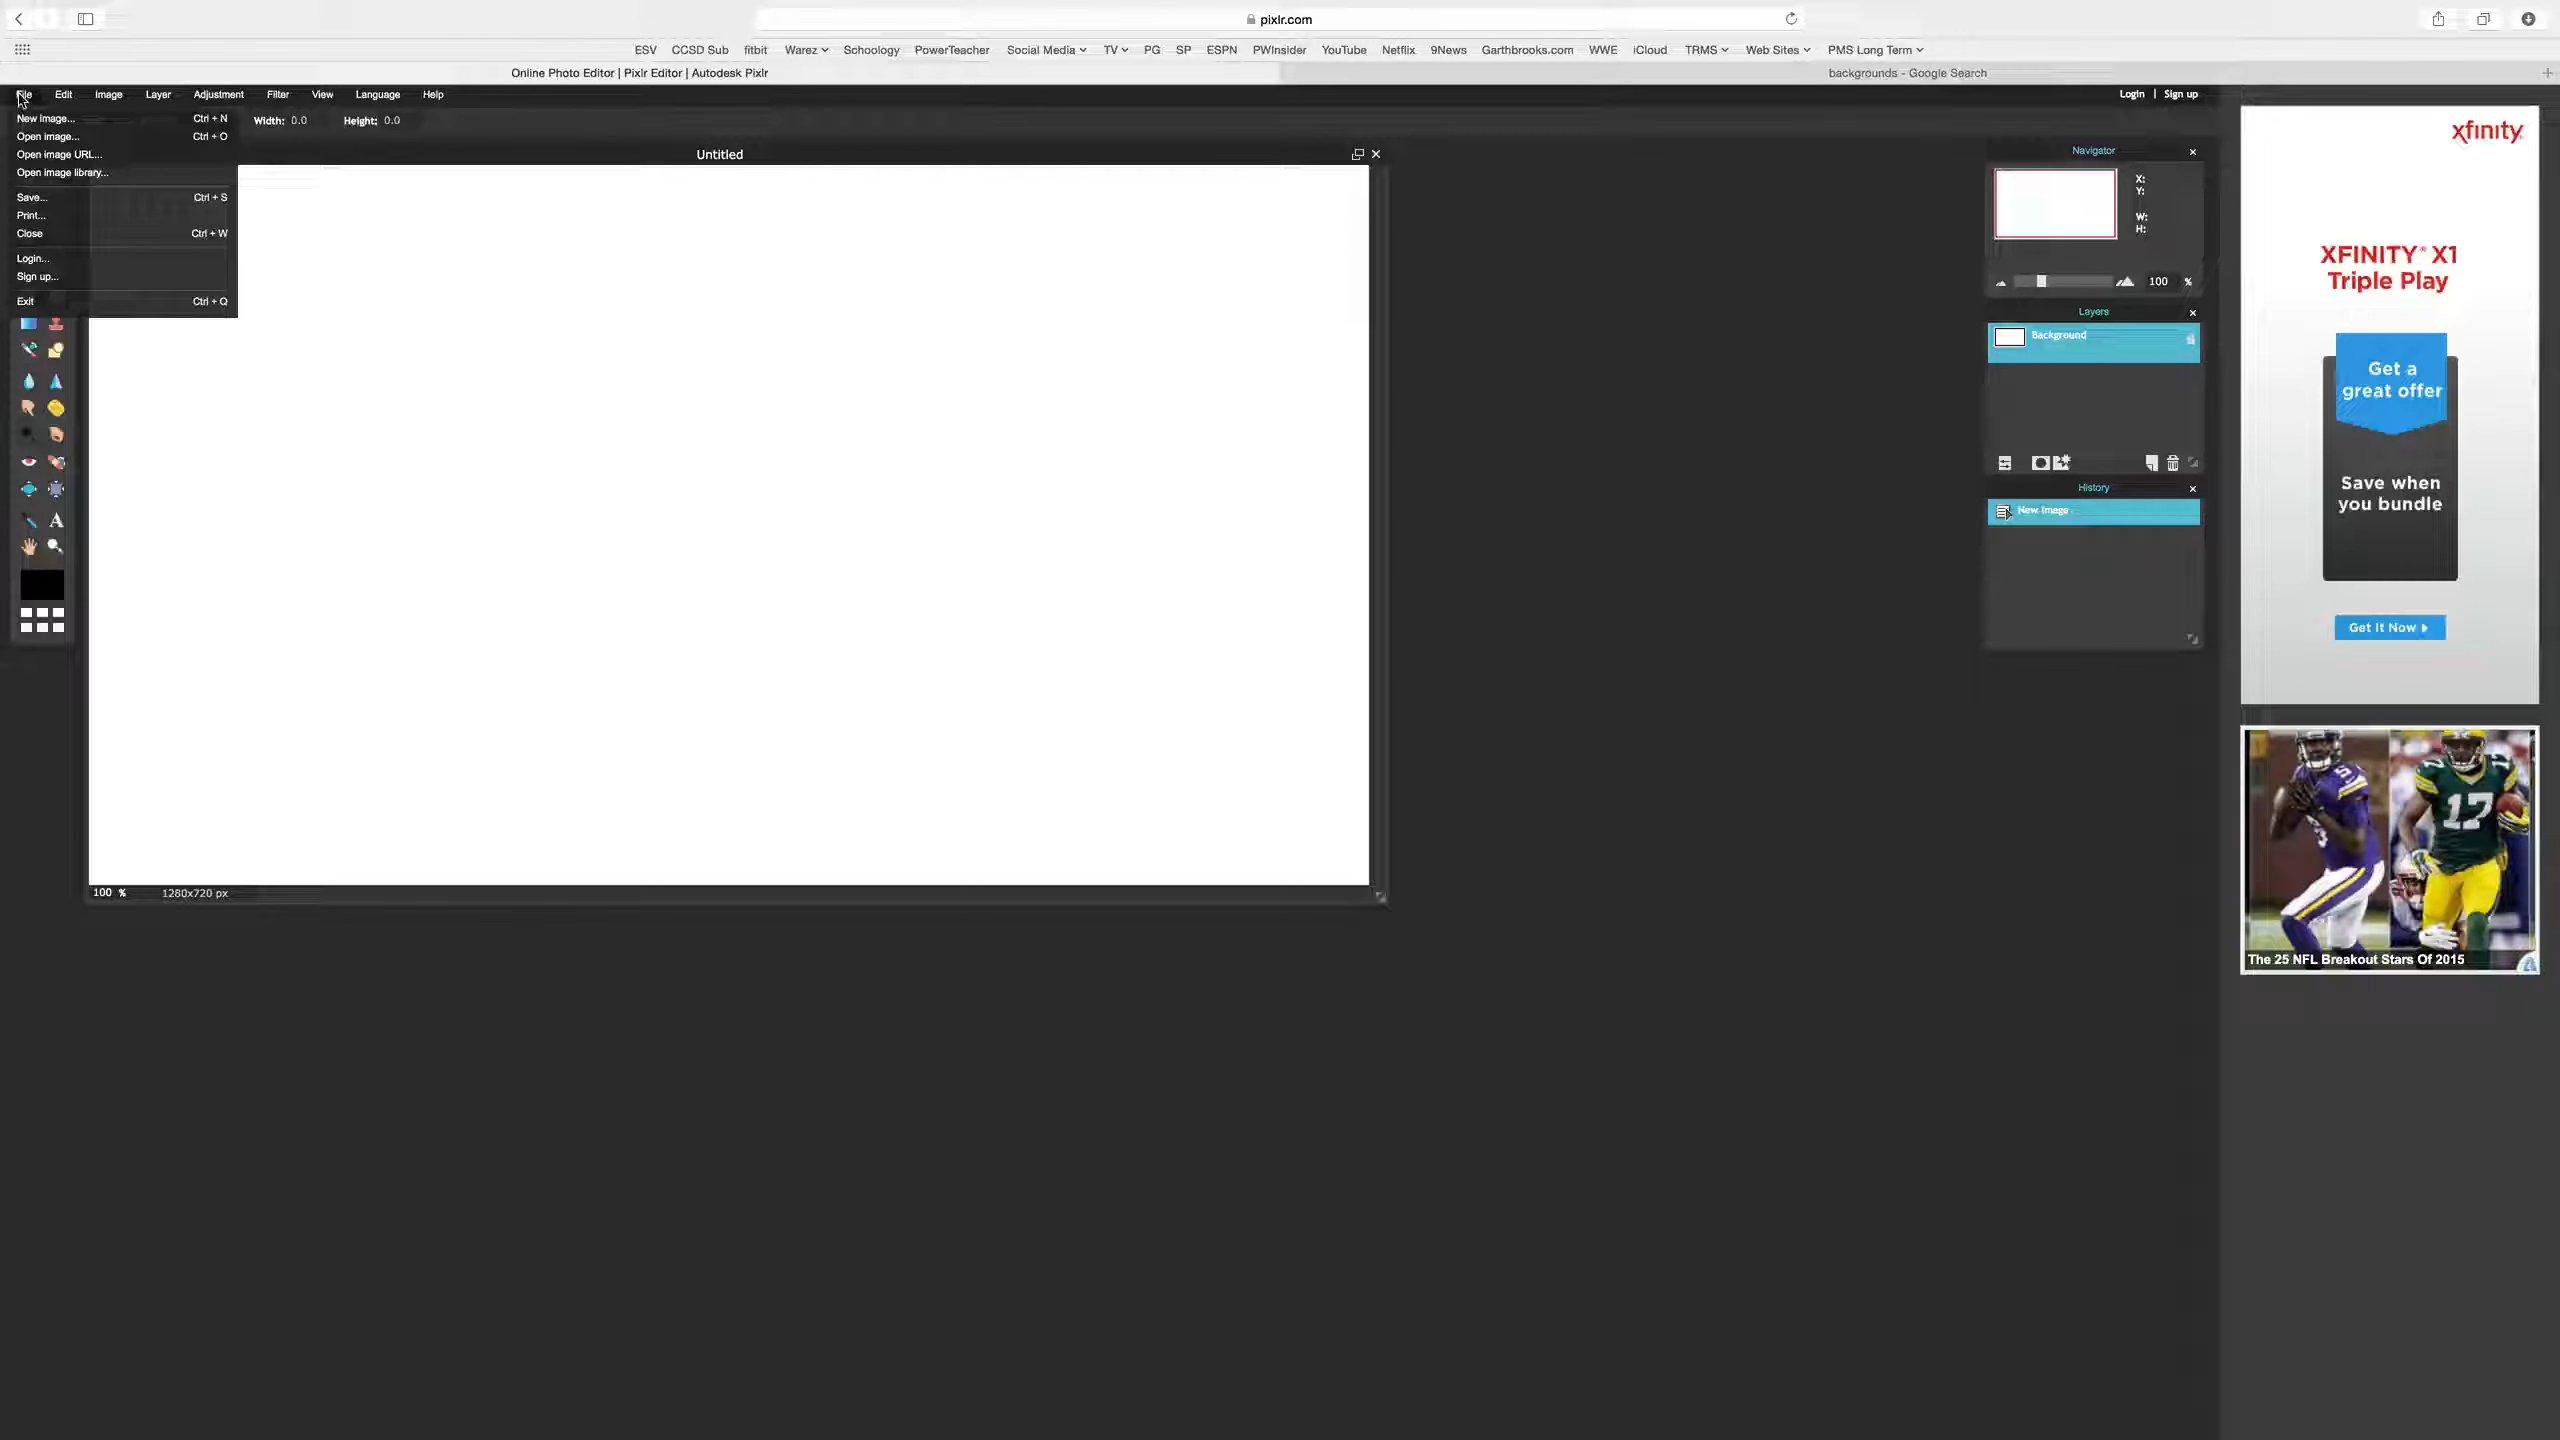 pixlr.com
ESV CCSD Sub fitbit Warez Schoology PowerTeacher Social Media TV PG SP ESPN PWInsider YouTube Netflix 9News Garthbrooks.com WWE iCloud TRMS Web Sites PMS Long Term
Online Photo Editor | Pixlr Editor | Autodesk Pixlr
backgrounds - Google Search
File Edit Image Layer Adjustment Filter View Language Help
Login | Sign up
New image... Ctrl + N
Open image... Ctrl + O
Open image URL...
Open image library...
Save... Ctrl + S
Print...
Close Ctrl + W
Login...
Sign up...
Exit Ctrl + Q
Width: 0.0 Height: 0.0
Untitled
100 % 1280x720 px
Navigator
X:
Y:
W:
H:
100 %
Layers
Background
History
New image
xfinity
XFINITY® X1
Triple Play
Get a
great offer
Save when
you bundle
Get It Now
17
The 25 NFL Breakout Stars Of 2015